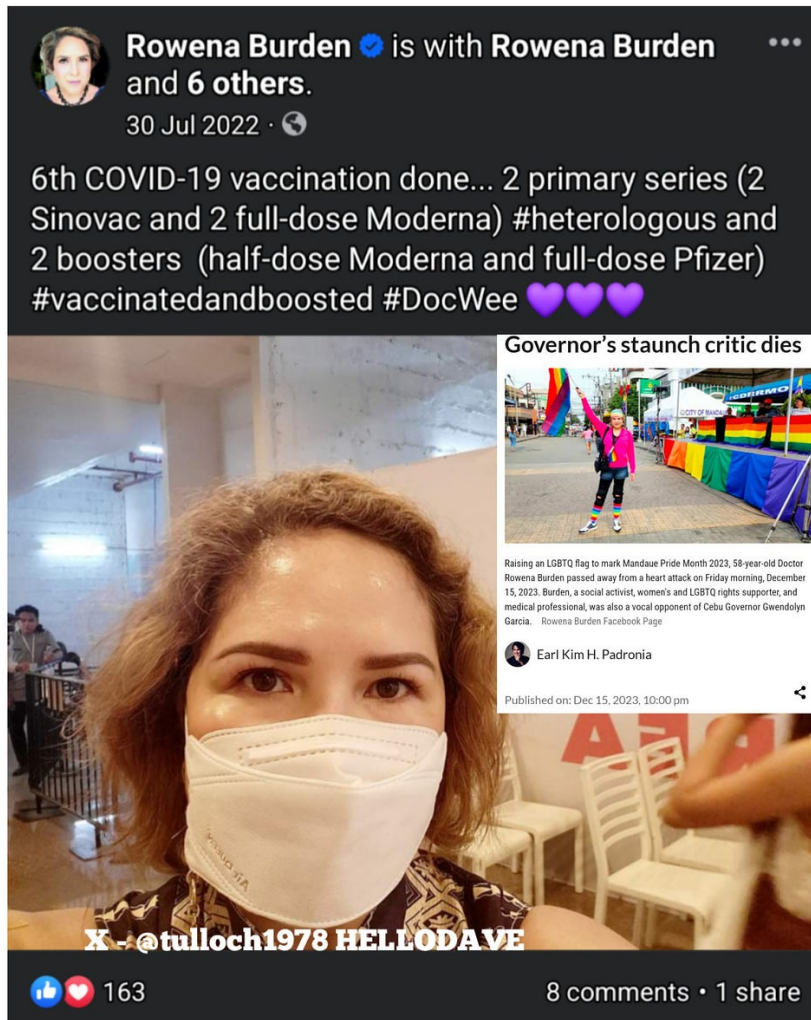 Rowena Burden is with Rowena Burden
and 6 others.
30 Jul 2022 ·
6th COVID-19 vaccination done... 2 primary series (2
Sinovac and 2 full-dose Moderna) #heterologous and
2 boosters (half-dose Moderna and full-dose Pfizer)
#vaccinatedandboosted #DocWee 💜💜💜
Governor's staunch critic dies
CITY OF MANDAUE
Raising an LGBTQ flag to mark Mandaue Pride Month 2023, 58-year-old Doctor
Rowena Burden passed away from a heart attack on Friday morning, December
15, 2023. Burden, a social activist, women's and LGBTQ rights supporter, and
medical professional, was also a vocal opponent of Cebu Governor Gwendolyn
Garcia. Rowena Burden Facebook Page
Earl Kim H. Padronia
Published on: Dec 15, 2023, 10:00 pm
Air Queen
X - @tulloch1978 HELLODAVE
163
8 comments • 1 share